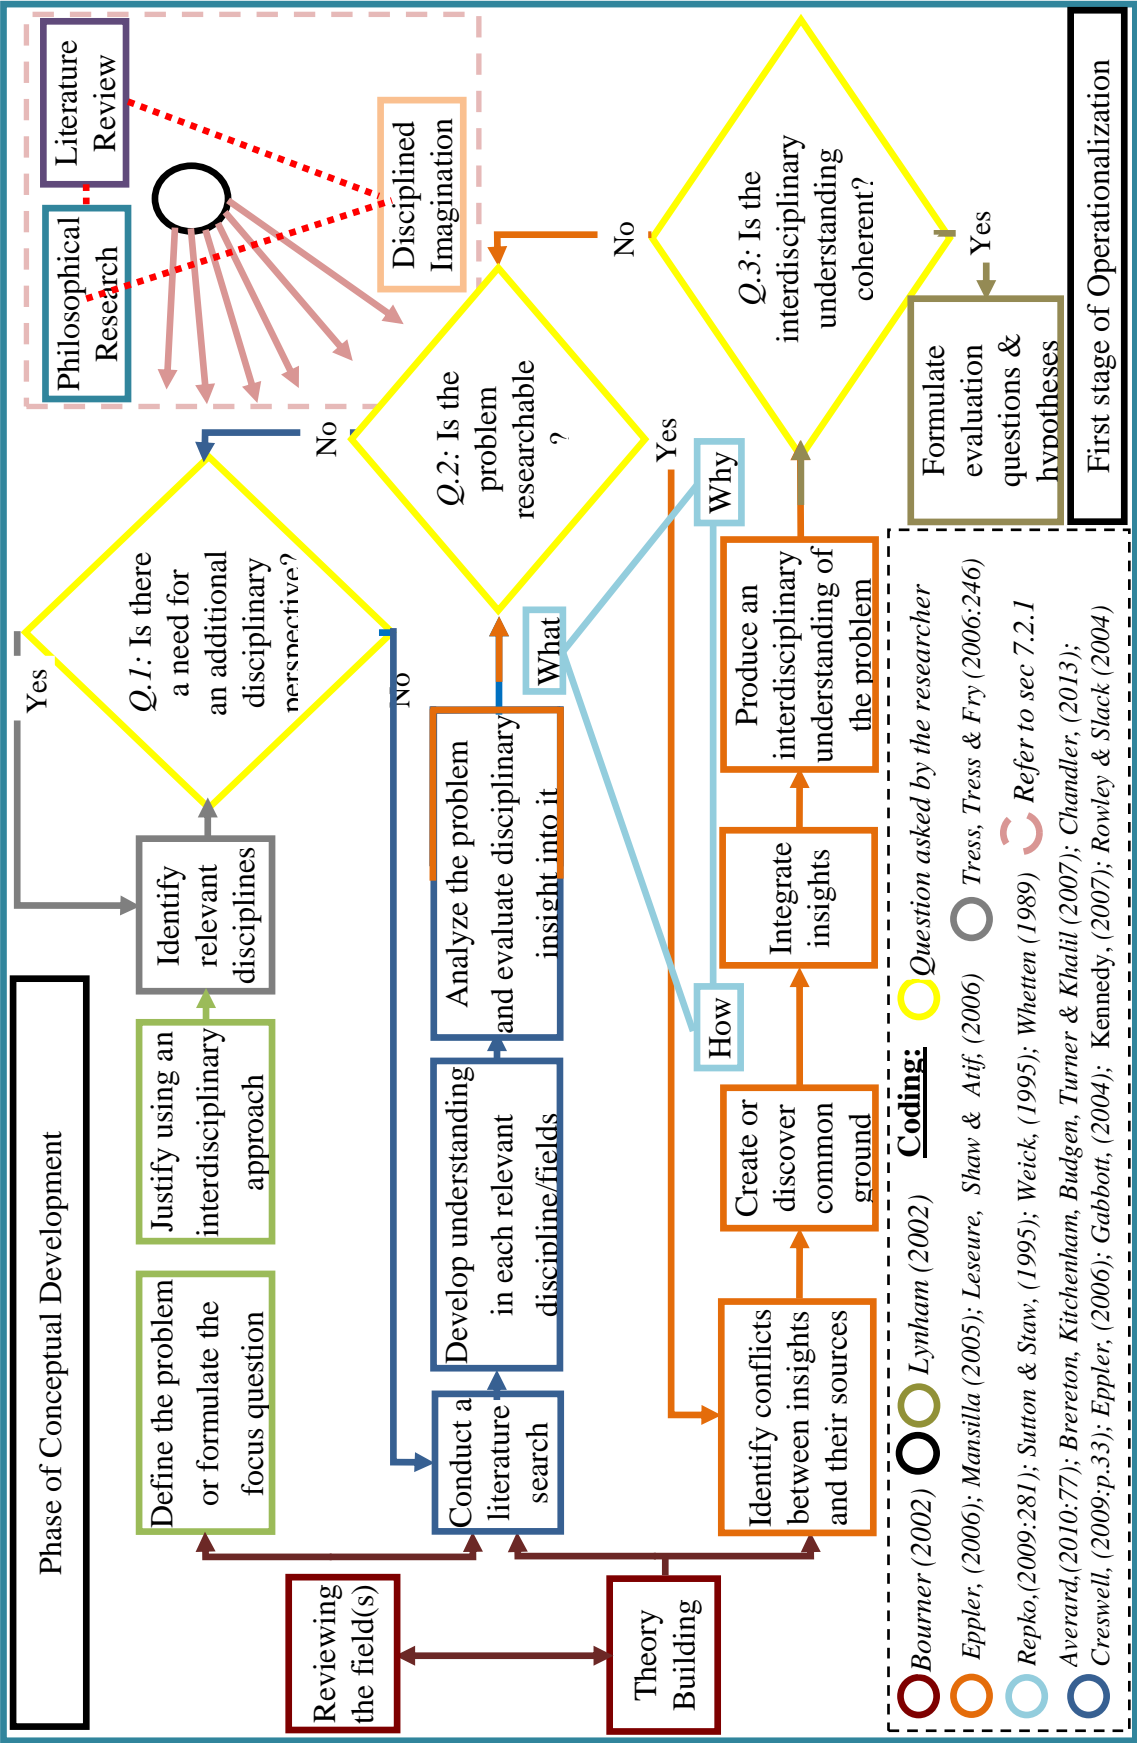 Phase of Conceptual Development
Literature
Review
Philosophical
Research
Disciplined
Imagination
Define the problem
or formulate the
focus question
Justify using an
interdisciplinary
approach
Identify
relevant
disciplines
Yes
Q.1: Is there
a need for
an additional
disciplinary
perspective?
No
No
Reviewing
the field(s)
Conduct a
literature
search
Develop understanding
in each relevant
discipline/fields
Analyze the problem
and evaluate disciplinary
insight into it
Q.2: Is the
problem
researchable
?
Yes
No
What
How
Why
Theory
Building
Identify conflicts
between insights
and their sources
Create or
discover
common
ground
Integrate
insights
Produce an
interdisciplinary
understanding of
the problem
Q.3: Is the
interdisciplinary
understanding
coherent?
Yes
Formulate
evaluation
questions &
hypotheses
First stage of Operationalization
Bourner (2002) Lynham (2002) Coding: Question asked by the researcher
Eppler, (2006); Mansilla (2005); Leseure, Shaw & Atif, (2006) Tress, Tress & Fry (2006:246)
Repko,(2009:281); Sutton & Staw, (1995); Weick, (1995); Whetten (1989) Refer to sec 7.2.1
Averard,(2010:77); Brereton, Kitchenham, Budgen, Turner & Khalil (2007); Chandler, (2013);
Creswell, (2009:p.33); Eppler, (2006); Gabbott, (2004); Kennedy, (2007); Rowley & Slack (2004)